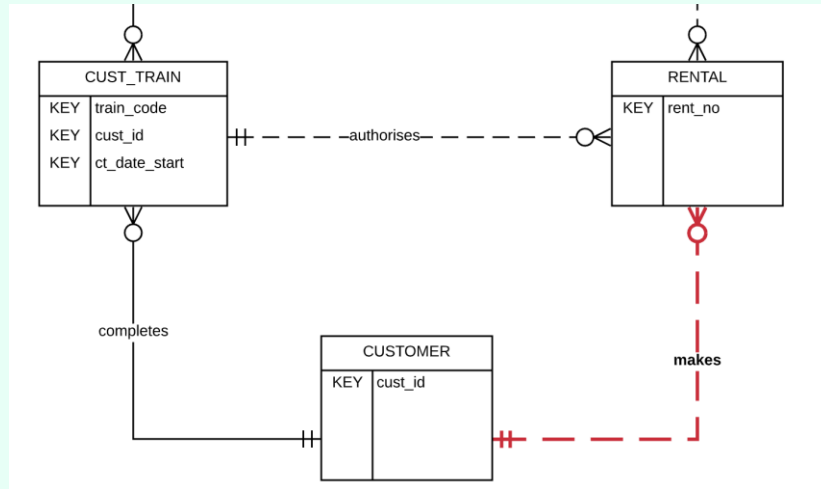 CUST_TRAIN
KEY train_code
KEY cust_id
KEY ct_date_start
authorises
RENTAL
KEY rent_no
completes
makes
CUSTOMER
KEY cust_id